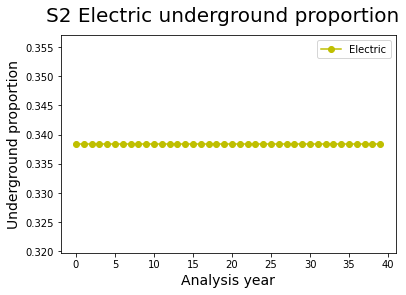 S2 Electric underground proportion
Electric
0.355
0.350
0.345
0.340
0.335
0.330
0.325
0.320
Underground proportion
0 5 10 15 20 25 30 35 40
Analysis year